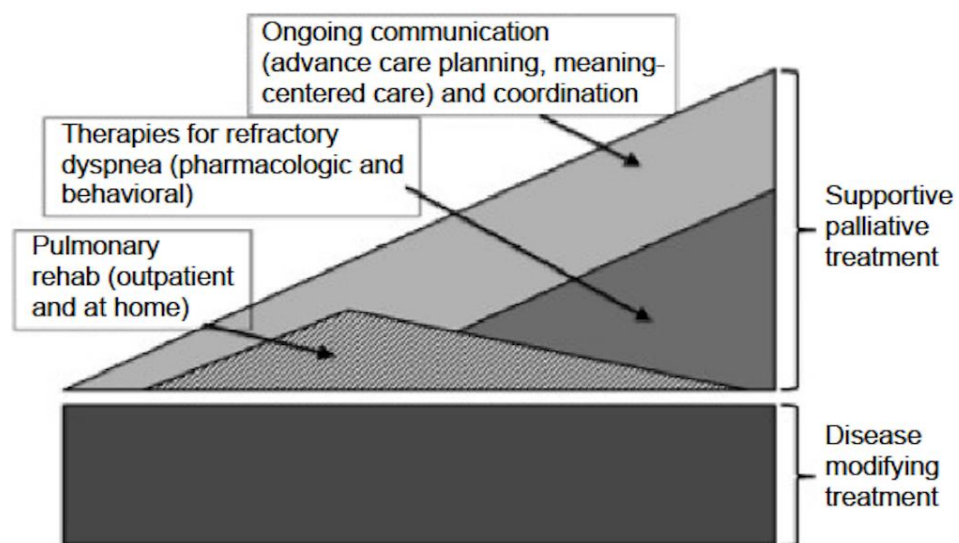 Ongoing communication
(advance care planning, meaning-
centered care) and coordination
Therapies for refractory
dyspnea (pharmacologic and
behavioral)
Pulmonary
rehab (outpatient
and at home)
Supportive
palliative
treatment
Disease
modifying
treatment